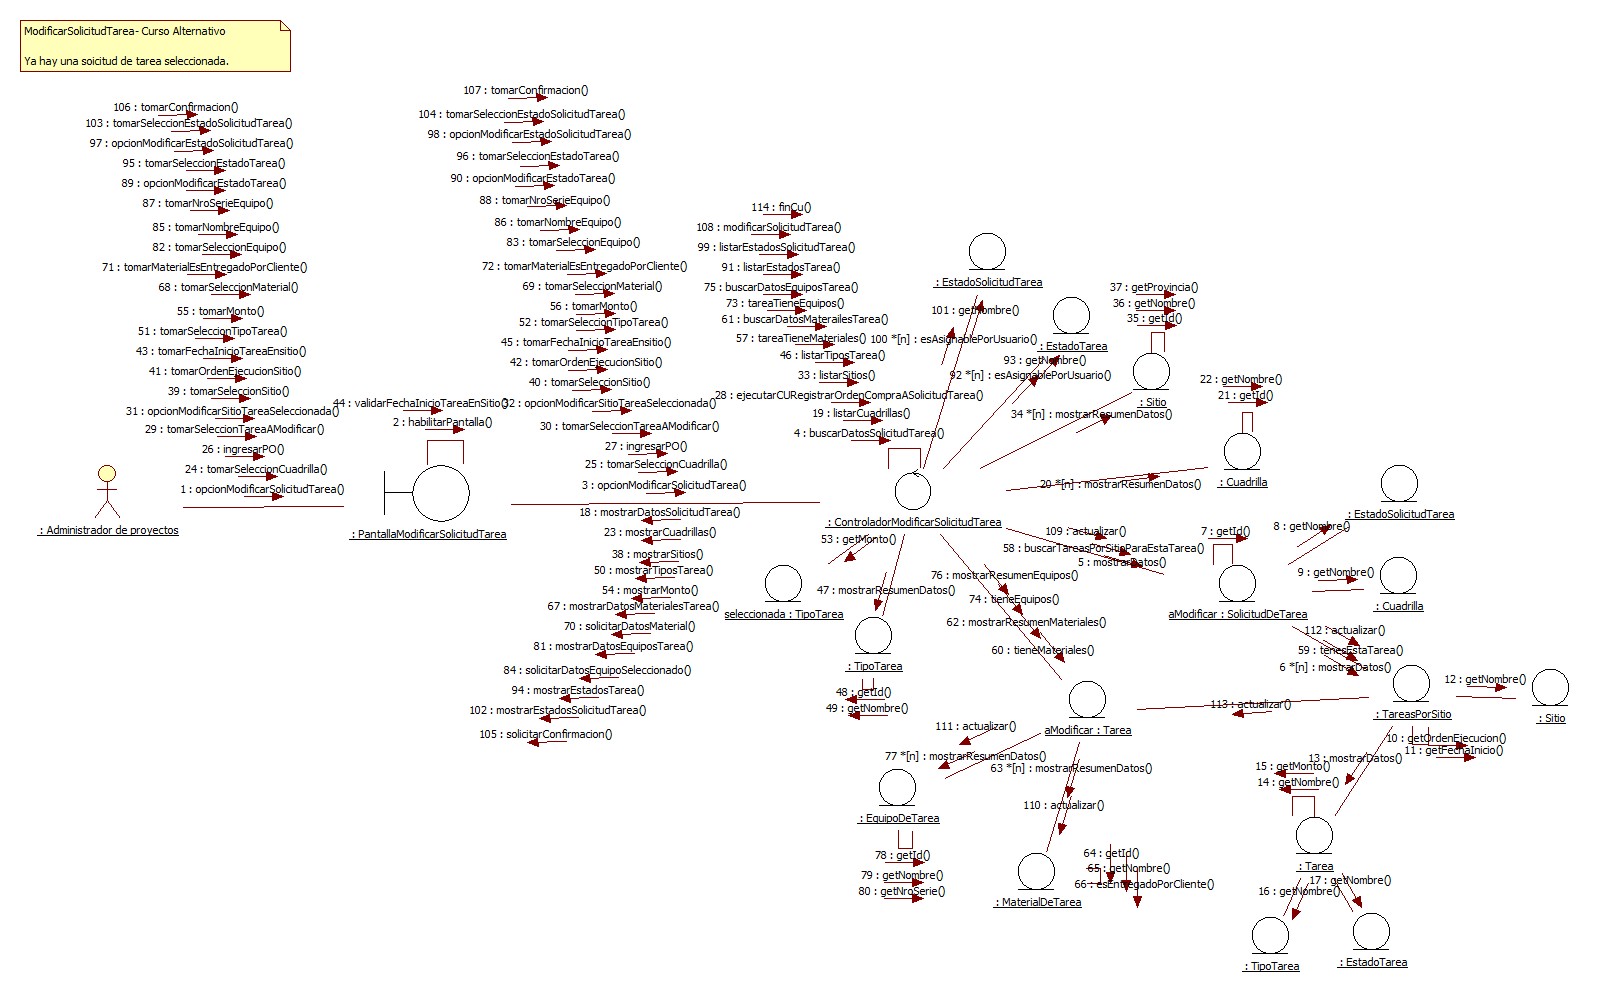 ModificarSolicitudTarea- Curso Alternativo
Ya hay una soicitud de tarea seleccionada.
106 : tomarConfirmacion()
103 : tomarSeleccionEstadoSolicitudTarea()
97 : opcionModificarEstadoSolicitudTarea()
95 : tomarSeleccionEstadoTarea()
89 : opcionModificarEstadoTarea()
87 : tomarNroSerieEquipo()
85 : tomarNombreEquipo()
82 : tomarSeleccionEquipo()
71 : tomarMaterialEsEntregadoPorCliente()
68 : tomarSeleccionMaterial()
55 : tomarMonto()
51 : tomarSeleccionTipoTarea()
43 : tomarFechaInicioTareaEnsitio()
41 : tomarOrdenEjecucionSitio()
39 : tomarSeleccionSitio()
31 : opcionModificarSitioTareaSeleccionada()
29 : tomarSeleccionTareaAModificar()
26 : ingresarPO()
24 : tomarSeleccionCuadrilla()
1 : opcionModificarSolicitudTarea()
: Administrador de proyectos
44 : validarFechaInicioTareaEnSitio()
2 : habilitarPantalla()
: PantallaModificarSolicitudTarea
107 : tomarConfirmacion()
104 : tomarSeleccionEstadoSolicitudTarea()
98 : opcionModificarEstadoSolicitudTarea()
96 : tomarSeleccionEstadoTarea()
90 : opcionModificarEstadoTarea()
88 : tomarNroSerieEquipo()
86 : tomarNombreEquipo()
83 : tomarSeleccionEquipo()
72 : tomarMaterialEsEntregadoPorCliente()
69 : tomarSeleccionMaterial()
56 : tomarMonto()
52 : tomarSeleccionTipoTarea()
45 : tomarFechaInicioTareaEnsitio()
42 : tomarOrdenEjecucionSitio()
40 : tomarSeleccionSitio()
32 : opcionModificarSitioTareaSeleccionada()
30 : tomarSeleccionTareaAModificar()
27 : ingresarPO()
25 : tomarSeleccionCuadrilla()
3 : opcionModificarSolicitudTarea()
18 : mostrarDatosSolicitudTarea()
23 : mostrarCuadrillas()
38 : mostrarSitios()
50 : mostrarTiposTarea()
54 : mostrarMonto()
67 : mostrarDatosMaterialesTarea()
70 : solicitarDatosMaterial()
81 : mostrarDatosEquiposTarea()
84 : solicitarDatosEquipoSeleccionado()
94 : mostrarEstadosTarea()
102 : mostrarEstadosSolicitudTarea()
105 : solicitarConfirmacion()
114 : finCu()
108 : modificarSolicitudTarea()
99 : listarEstadosSolicitudTarea()
91 : listarEstadosTarea()
75 : buscarDatosEquiposTarea()
73 : tareaTieneEquipos()
61 : buscarDatosMaterailesTarea()
57 : tareaTieneMateriales()
46 : listarTiposTarea()
33 : listarSitios()
28 : ejecutarCURegistrarOrdenCompraASolicitudTarea()
19 : listarCuadrillas()
4 : buscarDatosSolicitudTarea()
: ControladorModificarSolicitudTarea
: EstadoSolicitudTarea
101 : getNombre()
100 *[n] : esAsignablePorUsuario()
: EstadoTarea
93 : getNombre()
92 *[n] : esAsignablePorUsuario()
37 : getProvincia()
36 : getNombre()
35 : getId()
: Sitio
34 *[n] : mostrarResumenDatos()
22 : getNombre()
21 : getId()
: Cuadrilla
20 *[n] : mostrarResumenDatos()
53 : getMonto()
seleccionada : TipoTarea
47 : mostrarResumenDatos()
: TipoTarea
48 : getId()
49 : getNombre()
109 : actualizar()
58 : buscarTareasPorSitioParaEstaTarea()
5 : mostrarDatos()
7 : getId()
aModificar : SolicitudDeTarea
8 : getNombre()
: EstadoSolicitudTarea
9 : getNombre()
: Cuadrilla
76 : mostrarResumenEquipos()
74 : tieneEquipos()
62 : mostrarResumenMateriales()
60 : tieneMateriales()
aModificar : Tarea
112 : actualizar()
59 : tenesEstaTarea()
6 *[n] : mostrarDatos()
: TareasPorSitio
12 : getNombre()
: Sitio
113 : actualizar()
10 : getOrdenEjecucion()
11 : getFechaInicio()
13 : mostrarDatos()
15 : getMonto()
14 : getNombre()
: Tarea
16 : getNombre()
17 : getNombre()
: TipoTarea
: EstadoTarea
111 : actualizar()
77 *[n] : mostrarResumenDatos()
: EquipoDeTarea
78 : getId()
79 : getNombre()
80 : getNroSerie()
63 *[n] : mostrarResumenDatos()
110 : actualizar()
: MaterialDeTarea
64 : getId()
65 : getNombre()
66 : esEntregadoPorCliente()